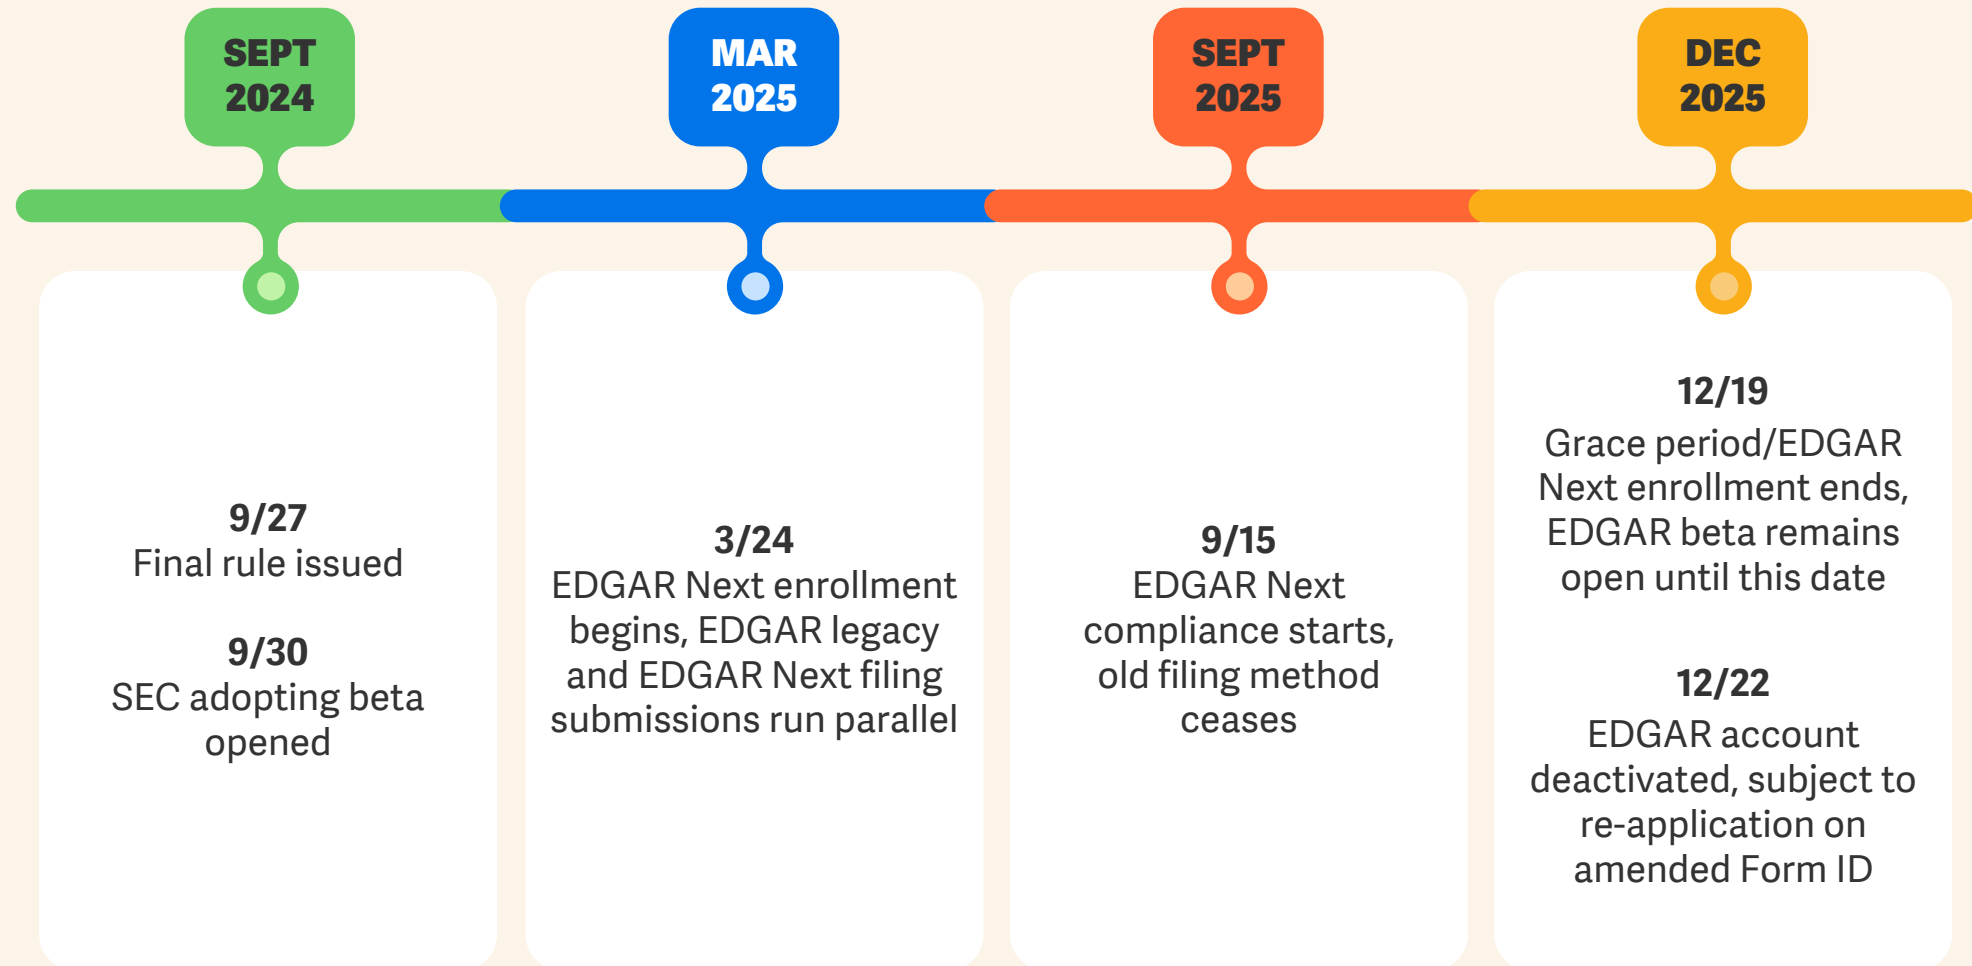 SEPT
2024
MAR
2025
SEPT
2025
DEC
2025
9/27
Final rule issued
9/30
SEC adopting beta
opened
3/24
EDGAR Next enrollment
begins, EDGAR legacy
and EDGAR Next filing
submissions run parallel
9/15
EDGAR Next
compliance starts,
old filing method
ceases
12/19
Grace period/EDGAR
Next enrollment ends,
EDGAR beta remains
open until this date
12/22
EDGAR account
deactivated, subject to
re-application on
amended Form ID